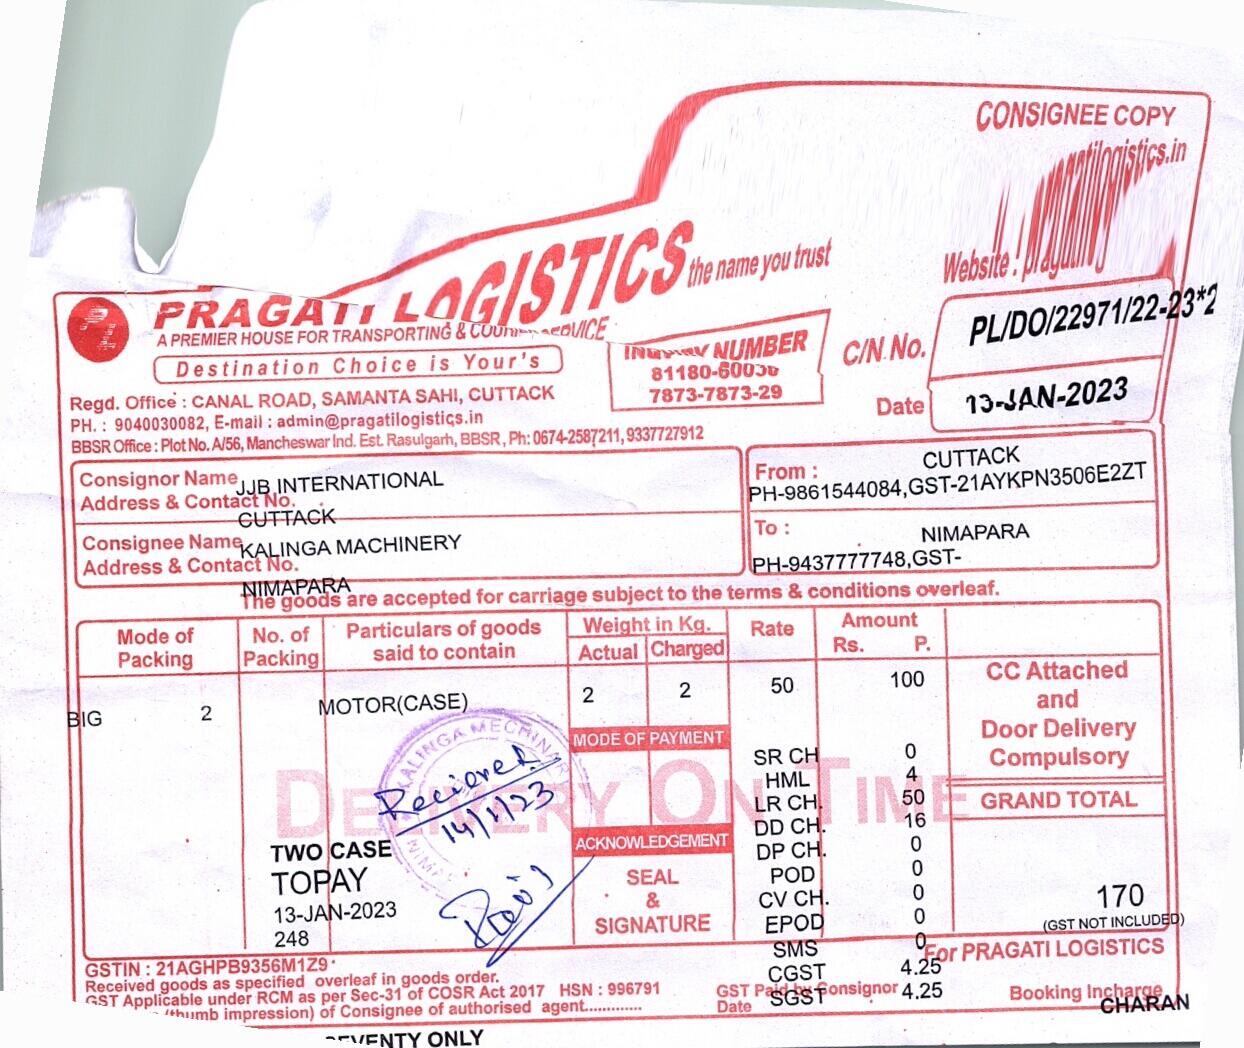 CONSIGNEE COPY
pragatilogistics.in
Website :
PRAGATI LOGISTICS the name you trust
A PREMIER HOUSE FOR TRANSPORTING & COURIER SERVICE
Destination Choice is Your's
INQUIRY NUMBER
81180-60036
7873-7873-29
C/N No. PL/DO/22971/22-23*2
Date 13-JAN-2023
Regd. Office : CANAL ROAD, SAMANTA SAHI, CUTTACK
PH. : 9040030082, E-mail : admin@pragatilogistics.in
BBSR Office : Plot No. A/56, Mancheswar Ind. Est. Rasulgarh, BBSR, Ph: 0674-2587211, 9337727912
Consignor Name JJB INTERNATIONAL
Address & Contact No.
CUTTACK
Consignee Name KALINGA MACHINERY
Address & Contact No.
NIMAPARA
From : CUTTACK
PH-9861544084,GST-21AYKPN3506E2ZT
To : NIMAPARA
PH-9437777748,GST-
The goods are accepted for carriage subject to the terms & conditions overleaf.
Mode of Packing
No. of Packing
Particulars of goods said to contain
Weight in Kg.
Actual Charged
Rate
Amount
Rs. P.
BIG 2 MOTOR(CASE) 2 2 50 100
CC Attached
and
Door Delivery
Compulsory
MODE OF PAYMENT
DELIVERY ON TIME
KALINGA MECHINAR
NIMA
Reciever
14/1/23
SR CH 0
HML 4
LR CH. 50
DD CH. 16
DP CH. 0
POD 0
CV CH. 0
EPOD 0
SMS 0
CGST 4.25
SGST 4.25
GRAND TOTAL
170
(GST NOT INCLUDED)
ACKNOWLEDGEMENT
SEAL
&
SIGNATURE
TWO CASE
TOPAY
13-JAN-2023
248
For PRAGATI LOGISTICS
GSTIN : 21AGHPB9356M1Z9
Received goods as specified overleaf in goods order.
GST Applicable under RCM as per Sec-31 of COSR Act 2017 HSN : 996791
(thumb impression) of Consignee of authorised agent.............
GST Paid by Consignor
Date
Booking Incharge
CHARAN
SEVENTY ONLY